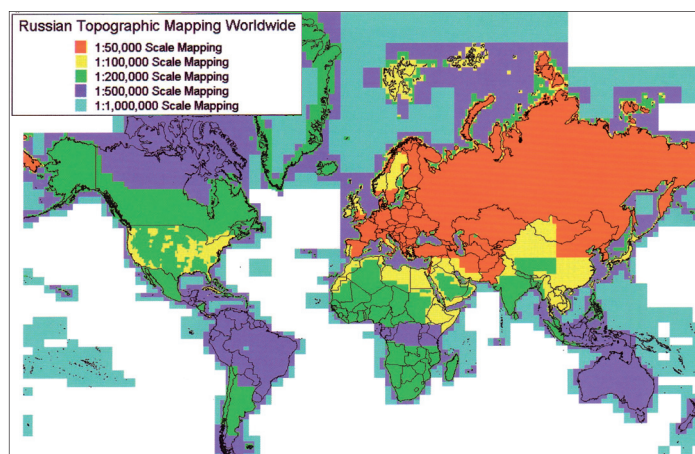 Russian Topographic Mapping Worldwide
1:50,000 Scale Mapping
1:100,000 Scale Mapping
1:200,000 Scale Mapping
1:500,000 Scale Mapping
1:1,000,000 Scale Mapping